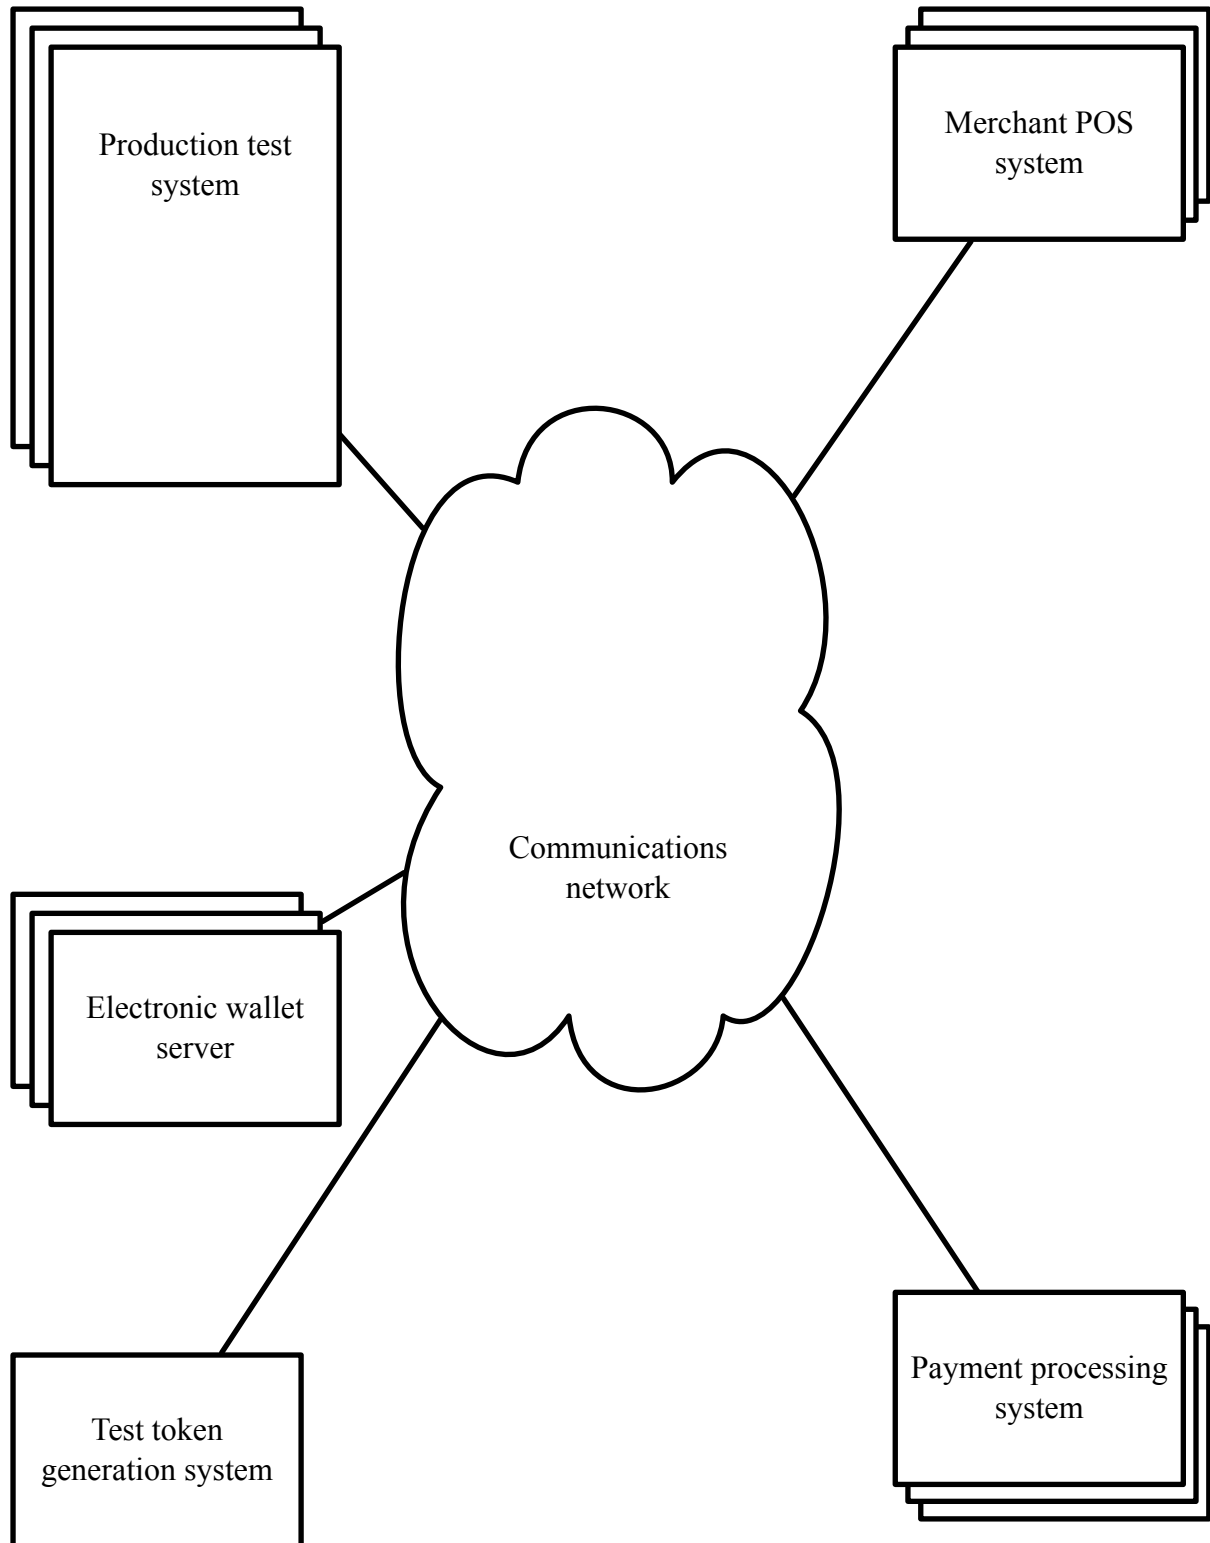 Production test
system
Merchant POS
system
Communications
network
Electronic wallet
server
Payment processing
system
Test token
generation system